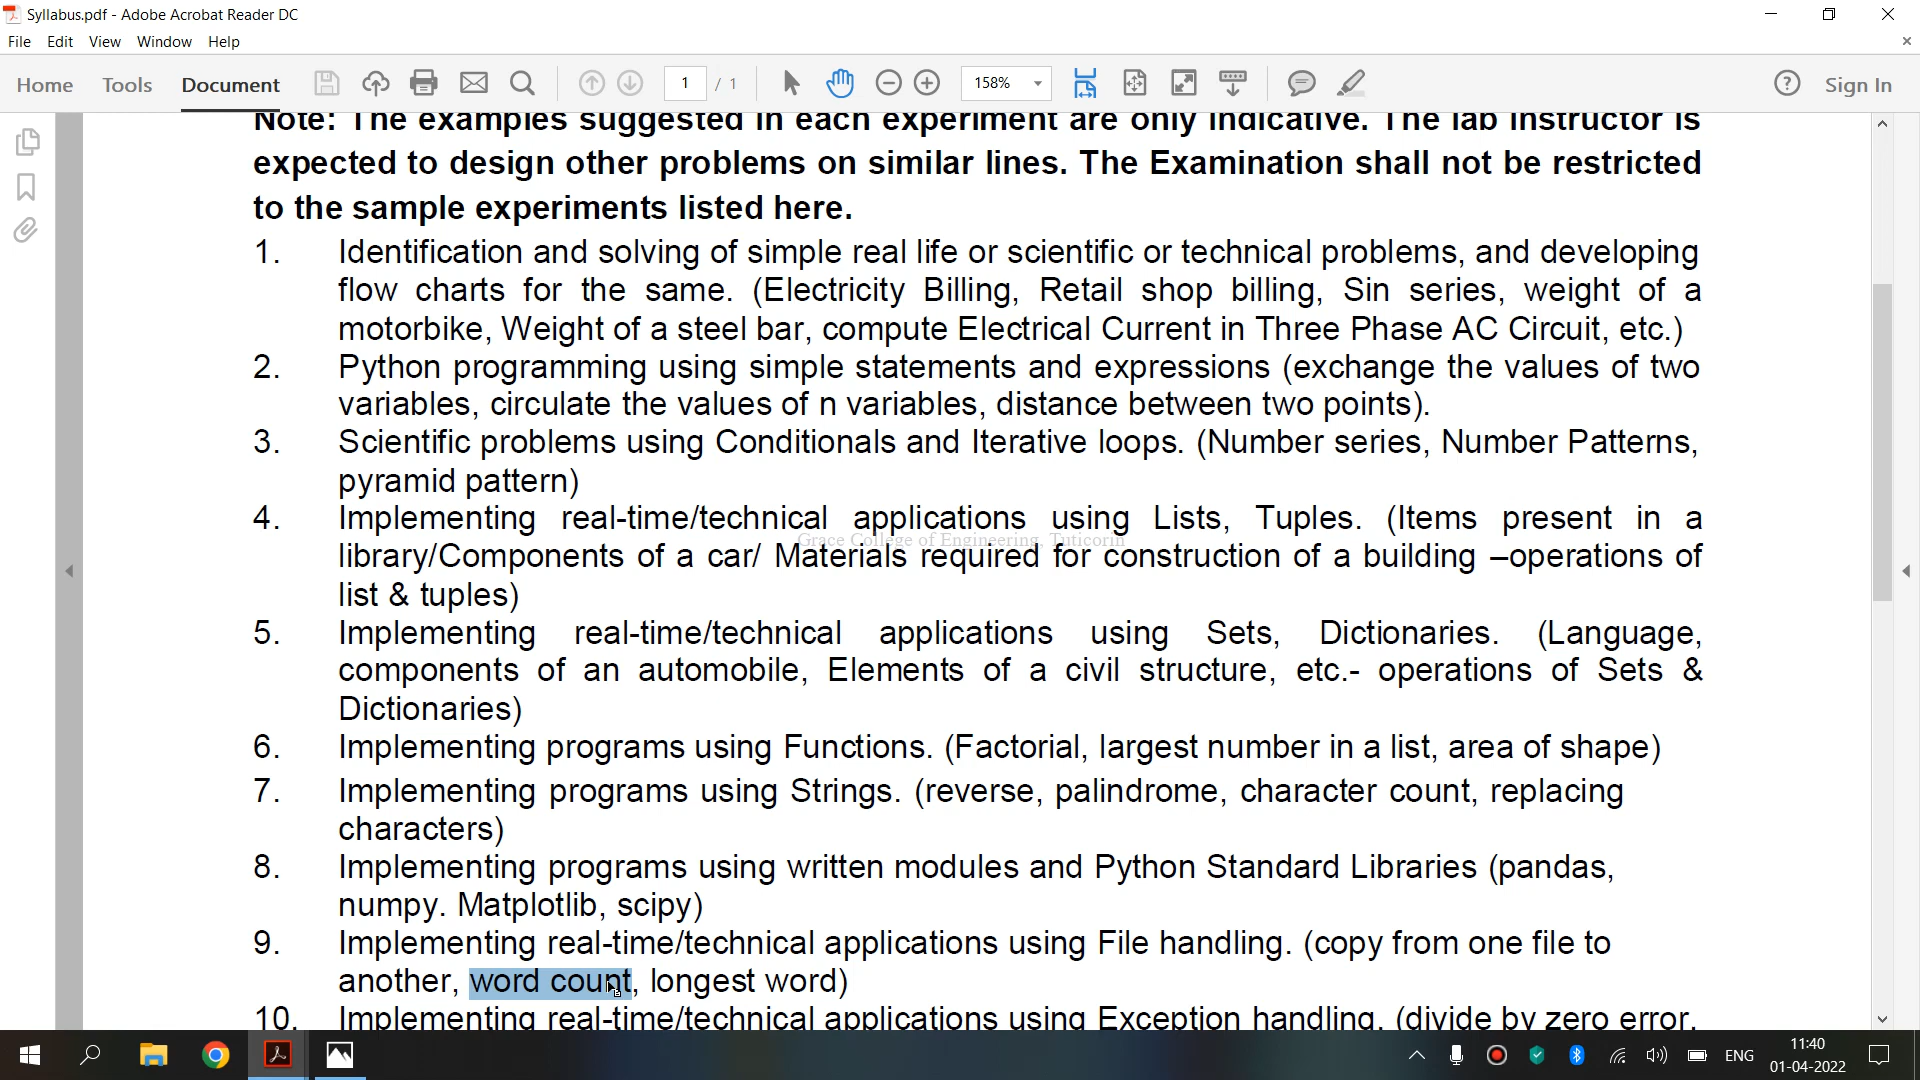 Syllabus.pdf - Adobe Acrobat Reader DC
File Edit View Window Help
Home Tools Document 1 / 1 158% Sign In
Note: The examples suggested in each experiment are only indicative. The lab instructor is
expected to design other problems on similar lines. The Examination shall not be restricted
to the sample experiments listed here.
1. Identification and solving of simple real life or scientific or technical problems, and developing
flow charts for the same. (Electricity Billing, Retail shop billing, Sin series, weight of a
motorbike, Weight of a steel bar, compute Electrical Current in Three Phase AC Circuit, etc.)
2. Python programming using simple statements and expressions (exchange the values of two
variables, circulate the values of n variables, distance between two points).
3. Scientific problems using Conditionals and Iterative loops. (Number series, Number Patterns,
pyramid pattern)
4. Implementing real-time/technical applications using Lists, Tuples. (Items present in a
Grace College of Engineering, Tuticorin
library/Components of a car/ Materials required for construction of a building –operations of
list & tuples)
5. Implementing real-time/technical applications using Sets, Dictionaries. (Language,
components of an automobile, Elements of a civil structure, etc.- operations of Sets &
Dictionaries)
6. Implementing programs using Functions. (Factorial, largest number in a list, area of shape)
7. Implementing programs using Strings. (reverse, palindrome, character count, replacing
characters)
8. Implementing programs using written modules and Python Standard Libraries (pandas,
numpy. Matplotlib, scipy)
9. Implementing real-time/technical applications using File handling. (copy from one file to
another, word count, longest word)
10. Implementing real-time/technical applications using Exception handling. (divide by zero error,
ENG
11:40
01-04-2022